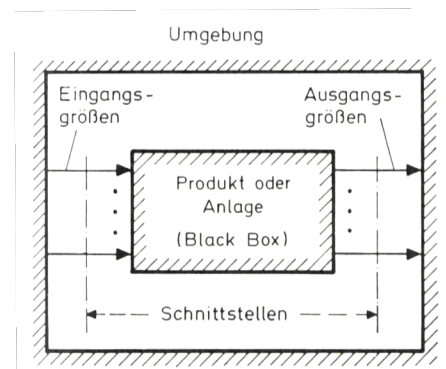 Umgebung
Eingangs-
größen
Ausgangs-
größen
Produkt oder
Anlage
(Black Box)
Schnittstellen